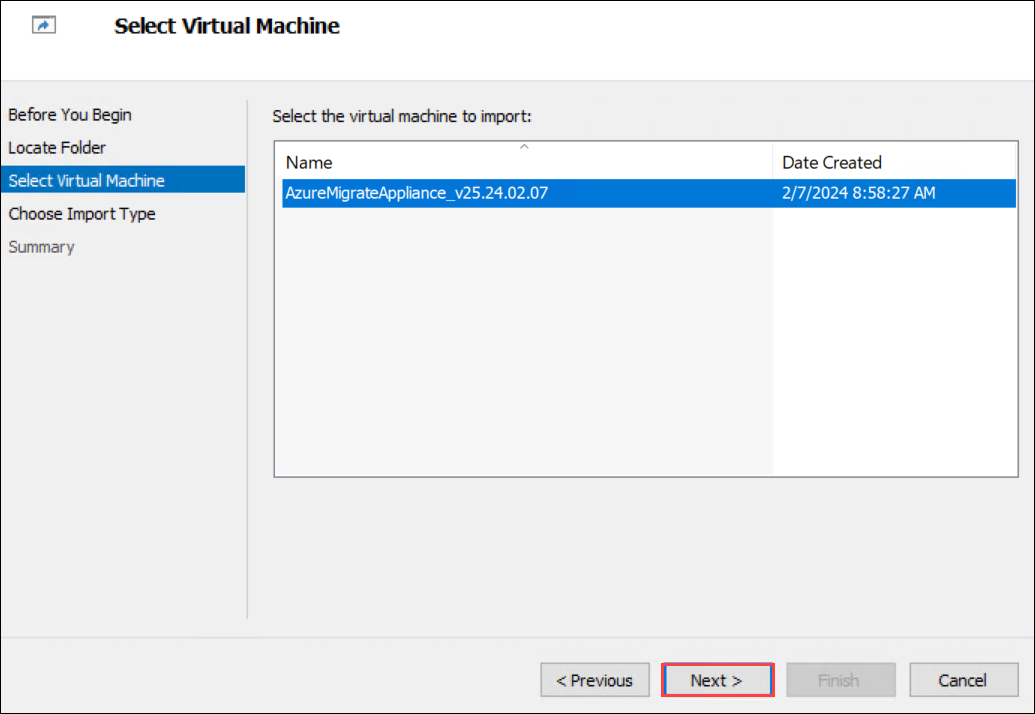 Select Virtual Machine
Before You Begin
Locate Folder
Select Virtual Machine
Choose Import Type
Summary
Select the virtual machine to import:
Name Date Created
AzureMigrateAppliance_v25.24.02.07 2/7/2024 8:58:27 AM
< Previous Next > Finish Cancel